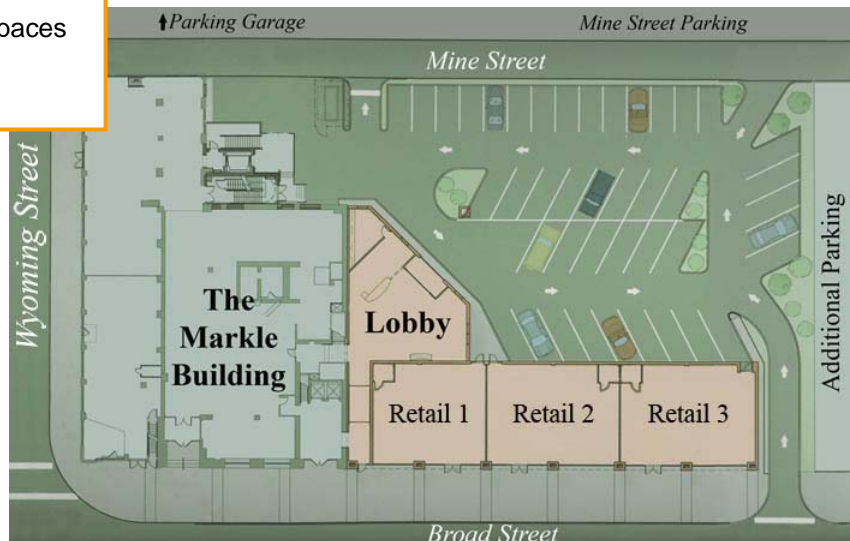 Parking Garage
Mine Street Parking
Mine Street
Wyoming Street
The
Markle
Building
Lobby
Retail 1
Retail 2
Retail 3
Additional Parking
Broad Street